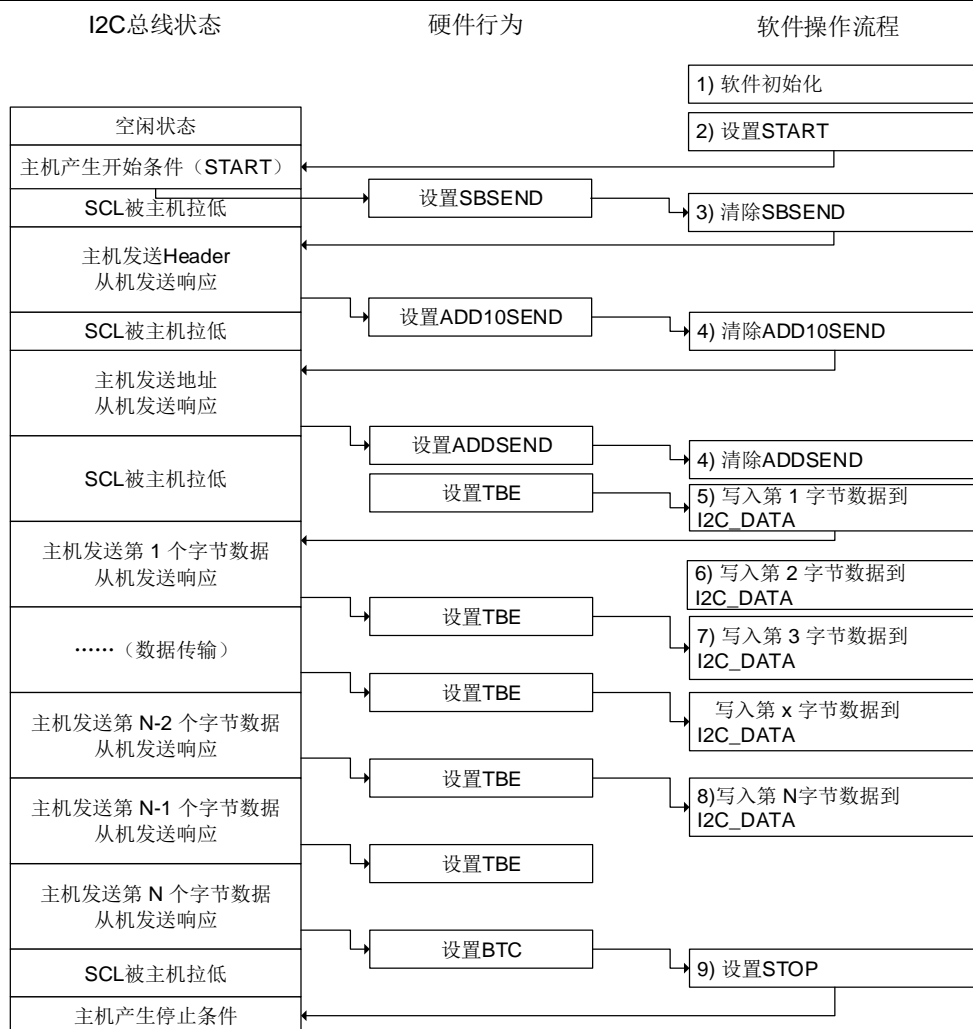 I2C总线状态
硬件行为
软件操作流程
1) 软件初始化
空闲状态
2) 设置START
主机产生开始条件（START）
设置SBSEND
SCL被主机拉低
3) 清除SBSEND
主机发送Header
从机发送响应
设置ADD10SEND
SCL被主机拉低
4) 清除ADD10SEND
主机发送地址
从机发送响应
设置ADDSEND
4) 清除ADDSEND
SCL被主机拉低
设置TBE
5) 写入第 1 字节数据到
I2C_DATA
主机发送第 1 个字节数据
从机发送响应
6) 写入第 2 字节数据到
I2C_DATA
设置TBE
7) 写入第 3 字节数据到
I2C_DATA
……（数据传输）
设置TBE
写入第 x 字节数据到
I2C_DATA
主机发送第 N-2 个字节数据
从机发送响应
设置TBE
8)写入第 N字节数据到
I2C_DATA
主机发送第 N-1 个字节数据
从机发送响应
设置TBE
主机发送第 N 个字节数据
从机发送响应
设置BTC
9) 设置STOP
SCL被主机拉低
主机产生停止条件